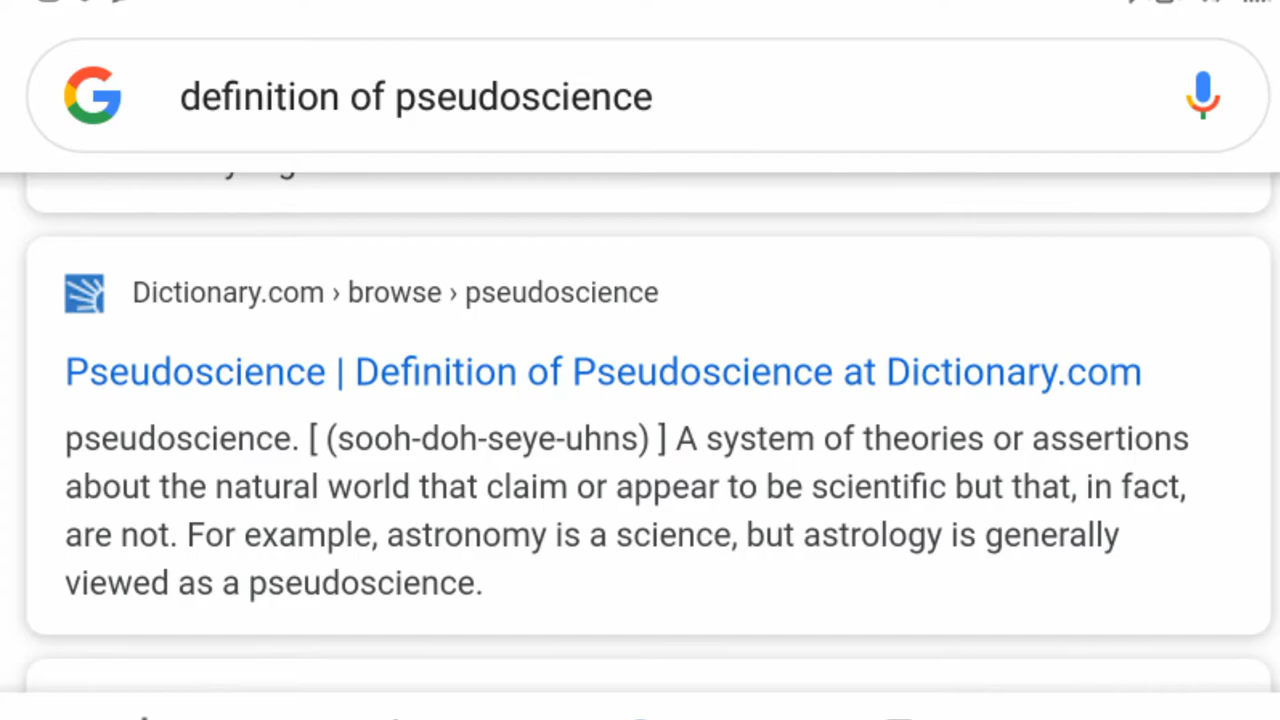 definition of pseudoscience
Dictionary.com › browse › pseudoscience
Pseudoscience | Definition of Pseudoscience at Dictionary.com
pseudoscience. [ (sooh-doh-seye-uhns) ] A system of theories or assertions
about the natural world that claim or appear to be scientific but that, in fact,
are not. For example, astronomy is a science, but astrology is generally
viewed as a pseudoscience.